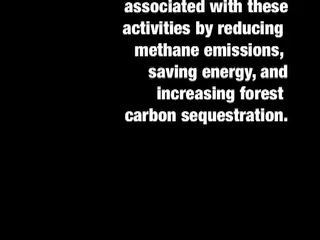 associated with these
activities by reducing
methane emissions,
saving energy, and
increasing forest
carbon sequestration.